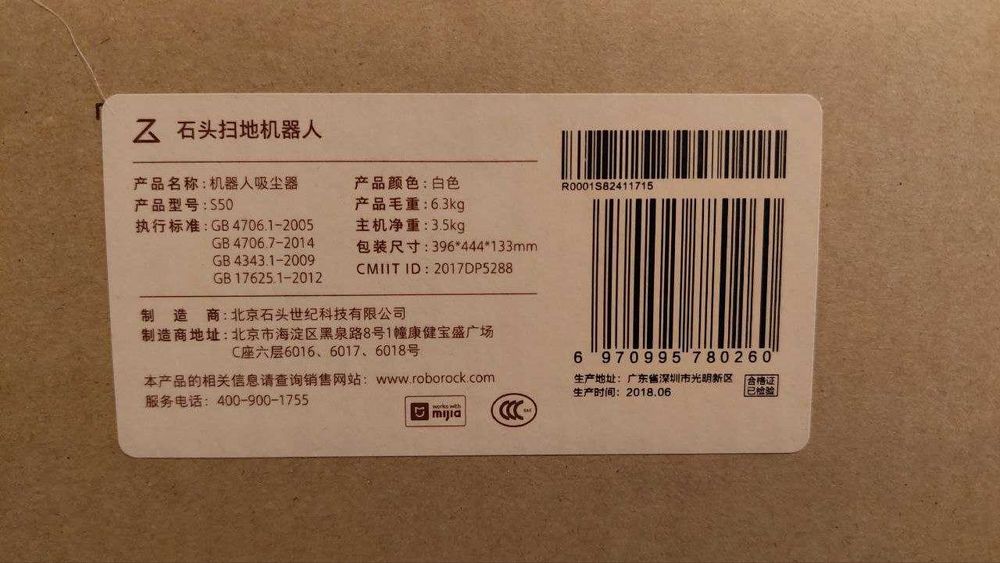 石头扫地机器人
产品名称：机器人吸尘器
产品型号：S50
执行标准：GB 4706.1-2005
GB 4706.7-2014
GB 4343.1-2009
GB 17625.1-2012
产品颜色：白色
产品毛重：6.3kg
主机净重：3.5kg
包装尺寸：396*444*133mm
CMIIT ID：2017DP5288
制造商：北京石头世纪科技有限公司
制造商地址：北京市海淀区黑泉路8号1幢康健宝盛广场
C座六层6016、6017、6018号
本产品的相关信息请查询销售网站：www.roborock.com
服务电话：400-900-1755
works with
mijia
R0001S82411715
6 970995 780260
生产地址：广东省深圳市光明新区
生产时间：2018.06
合格证
已检验